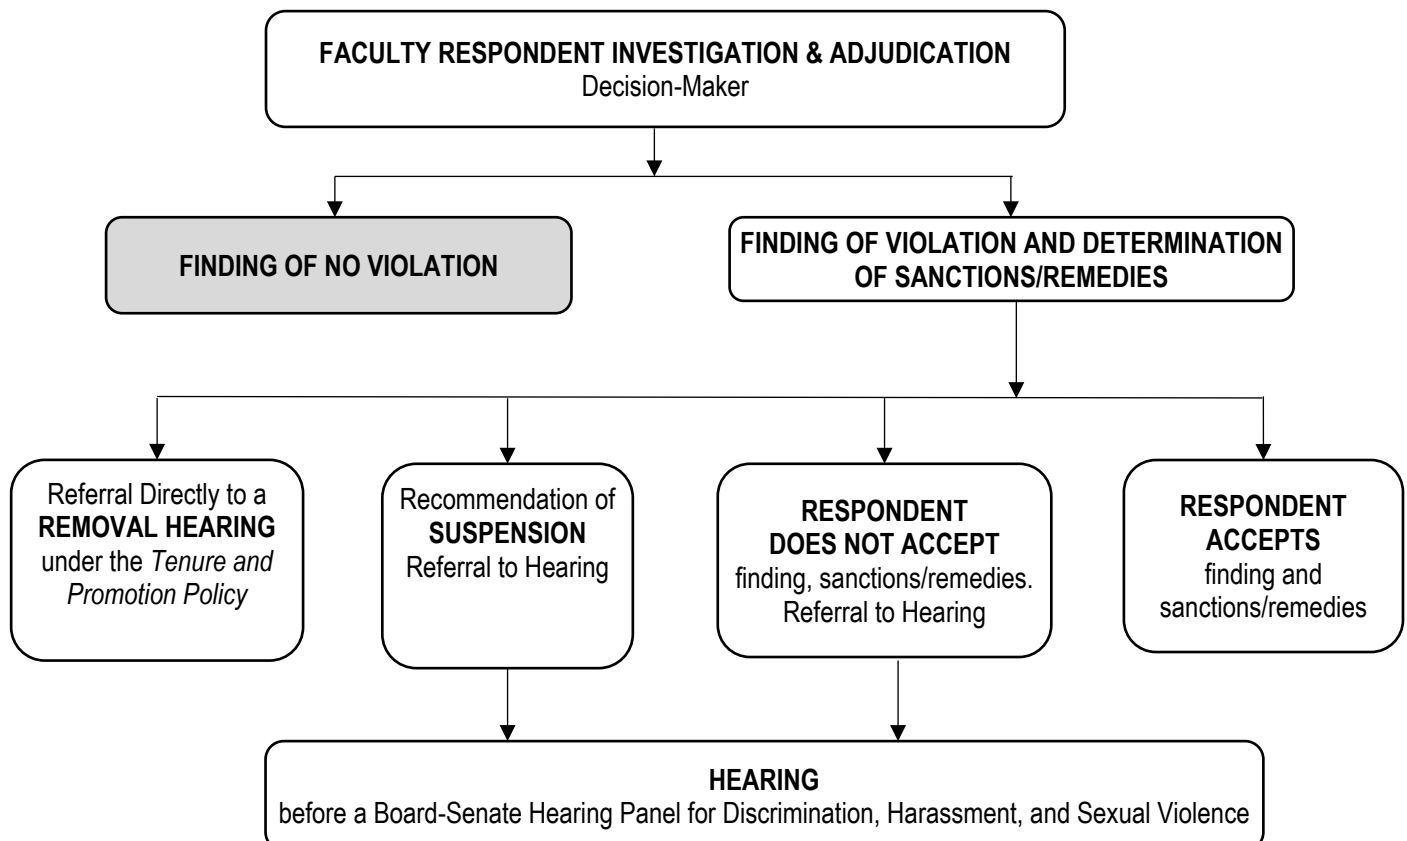 FACULTY RESPONDENT INVESTIGATION & ADJUDICATION
Decision-Maker
FINDING OF NO VIOLATION
FINDING OF VIOLATION AND DETERMINATION
OF SANCTIONS/REMEDIES
Referral Directly to a
REMOVAL HEARING
under the Tenure and
Promotion Policy
Recommendation of
SUSPENSION
Referral to Hearing
RESPONDENT
DOES NOT ACCEPT
finding, sanctions/remedies.
Referral to Hearing
RESPONDENT
ACCEPTS
finding and
sanctions/remedies
HEARING
before a Board-Senate Hearing Panel for Discrimination, Harassment, and Sexual Violence